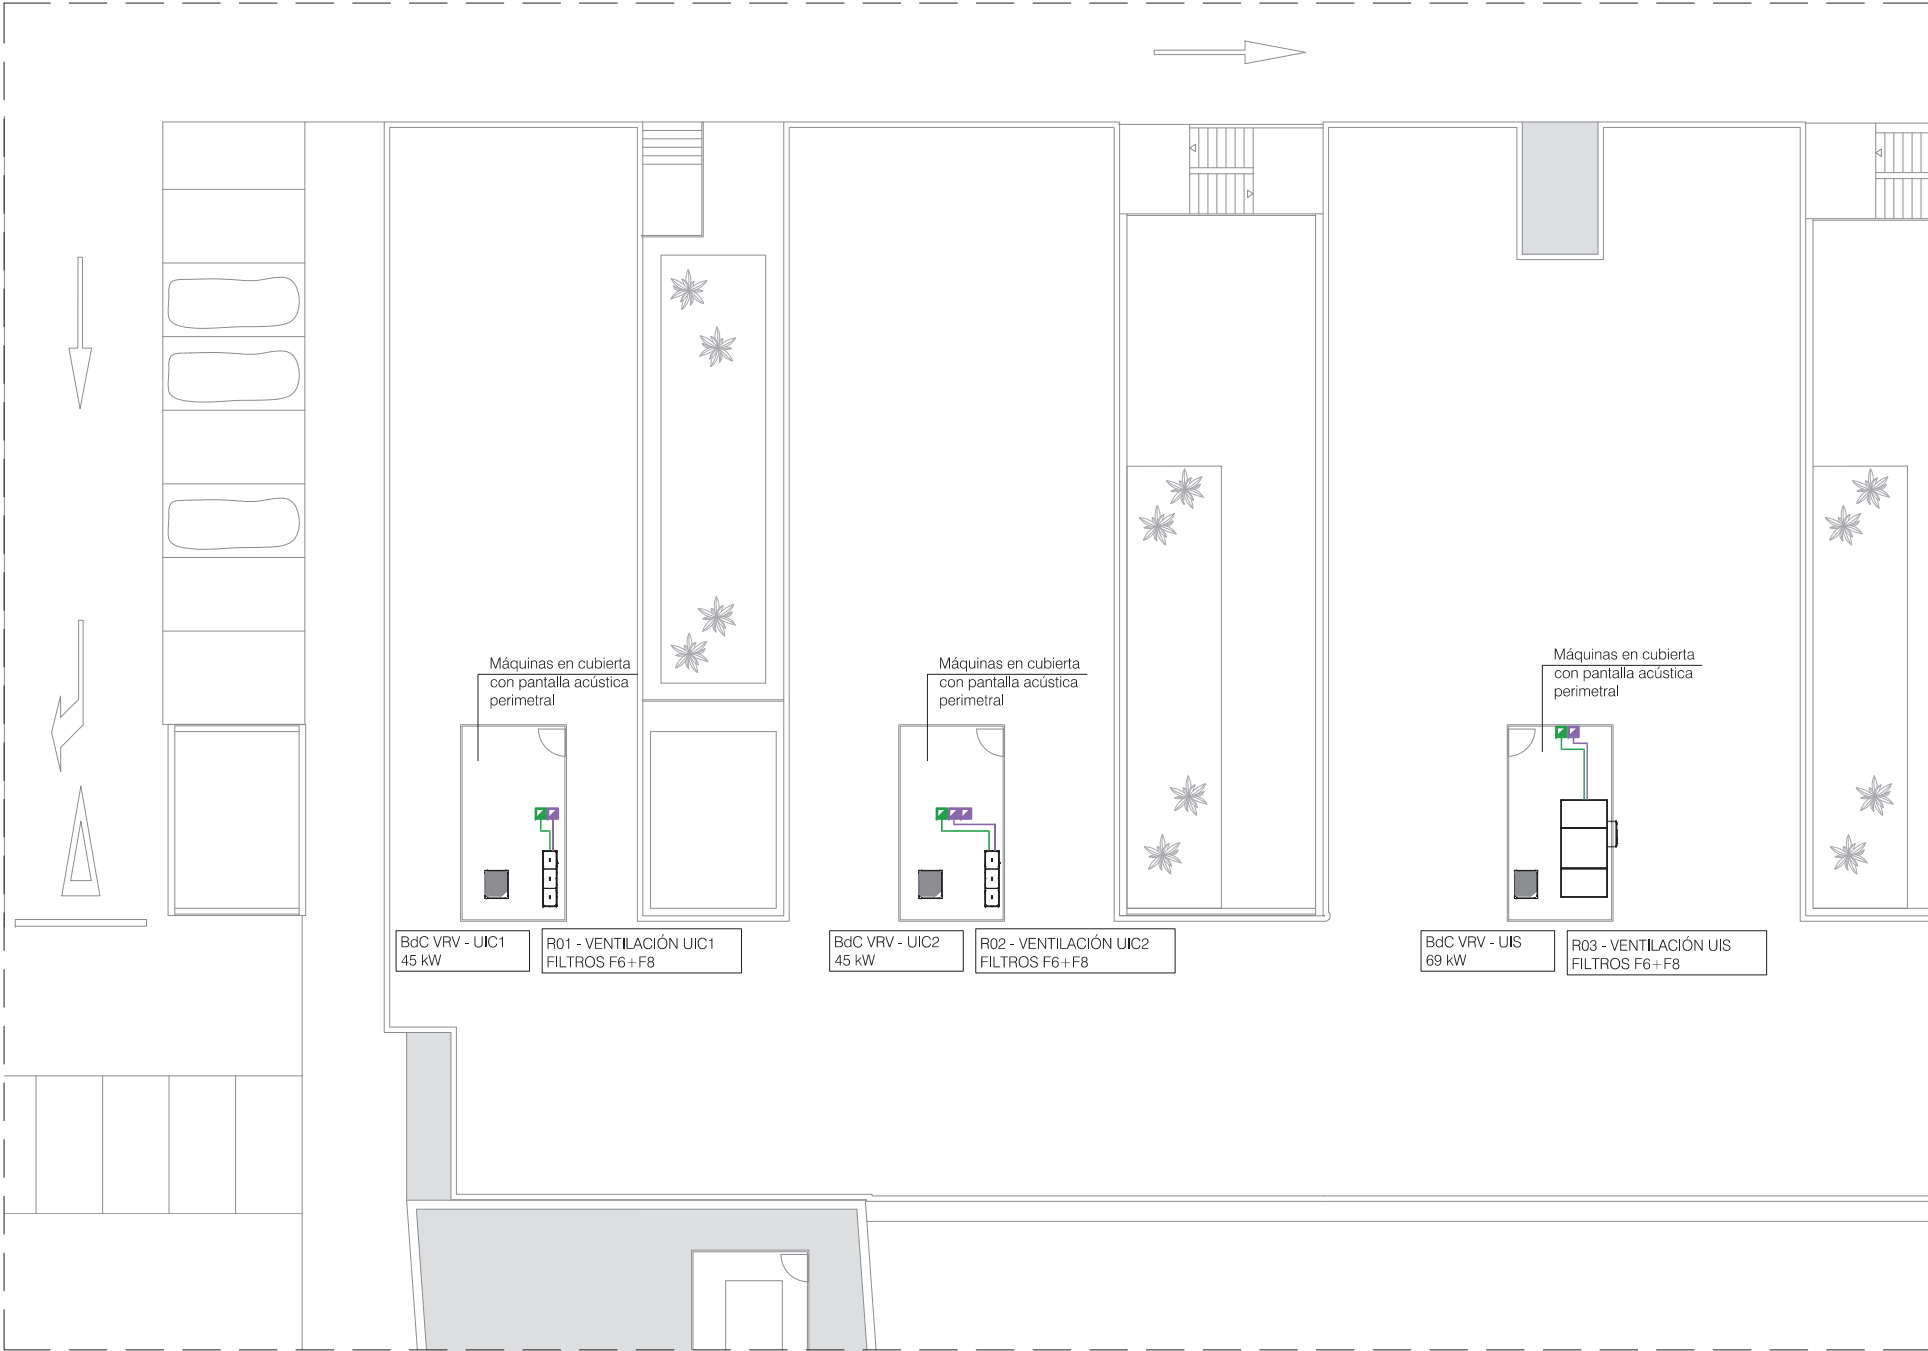 Máquinas en cubierta
con pantalla acústica
perimetral
Máquinas en cubierta
con pantalla acústica
perimetral
Máquinas en cubierta
con pantalla acústica
perimetral
BdC VRV - UIC1
45 kW
R01 - VENTILACIÓN UIC1
FILTROS F6+F8
BdC VRV - UIC2
45 kW
R02 - VENTILACIÓN UIC2
FILTROS F6+F8
BdC VRV - UIS
69 kW
R03 - VENTILACIÓN UIS
FILTROS F6+F8